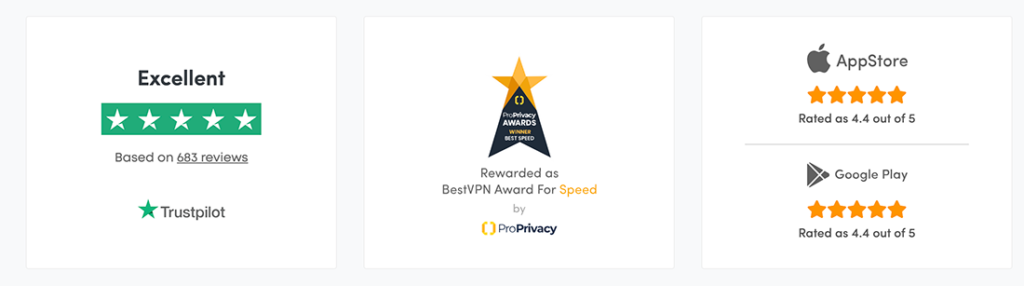 Excellent
Based on 683 reviews
Trustpilot
ProPrivacy
AWARDS
WINNER
BEST SPEED
Rewarded as
BestVPN Award For Speed
by
ProPrivacy
AppStore
Rated as 4.4 out of 5
Google Play
Rated as 4.4 out of 5